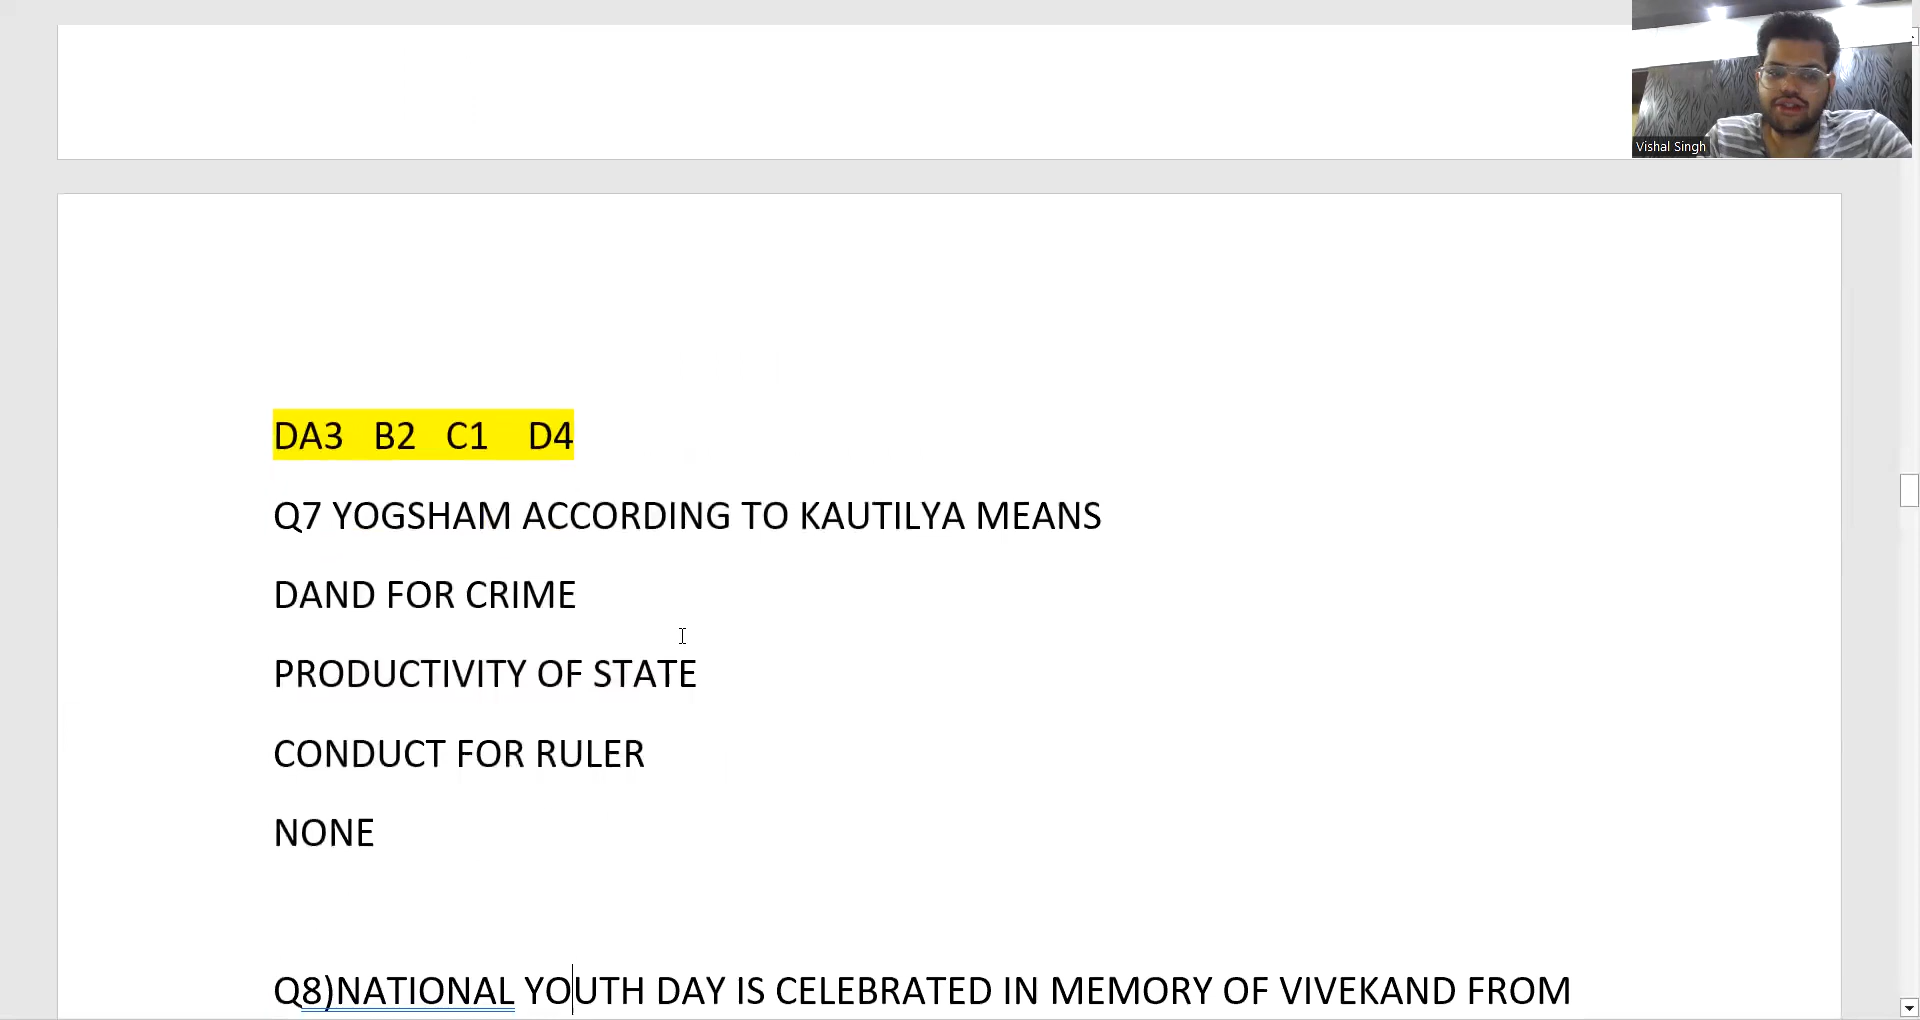 Vishal Singh
DA3 B2 C1 D4
Q7 YOGSHAM ACCORDING TO KAUTILYA MEANS
DAND FOR CRIME
PRODUCTIVITY OF STATE
CONDUCT FOR RULER
NONE
Q8)NATIONAL YOUTH DAY IS CELEBRATED IN MEMORY OF VIVEKAND FROM